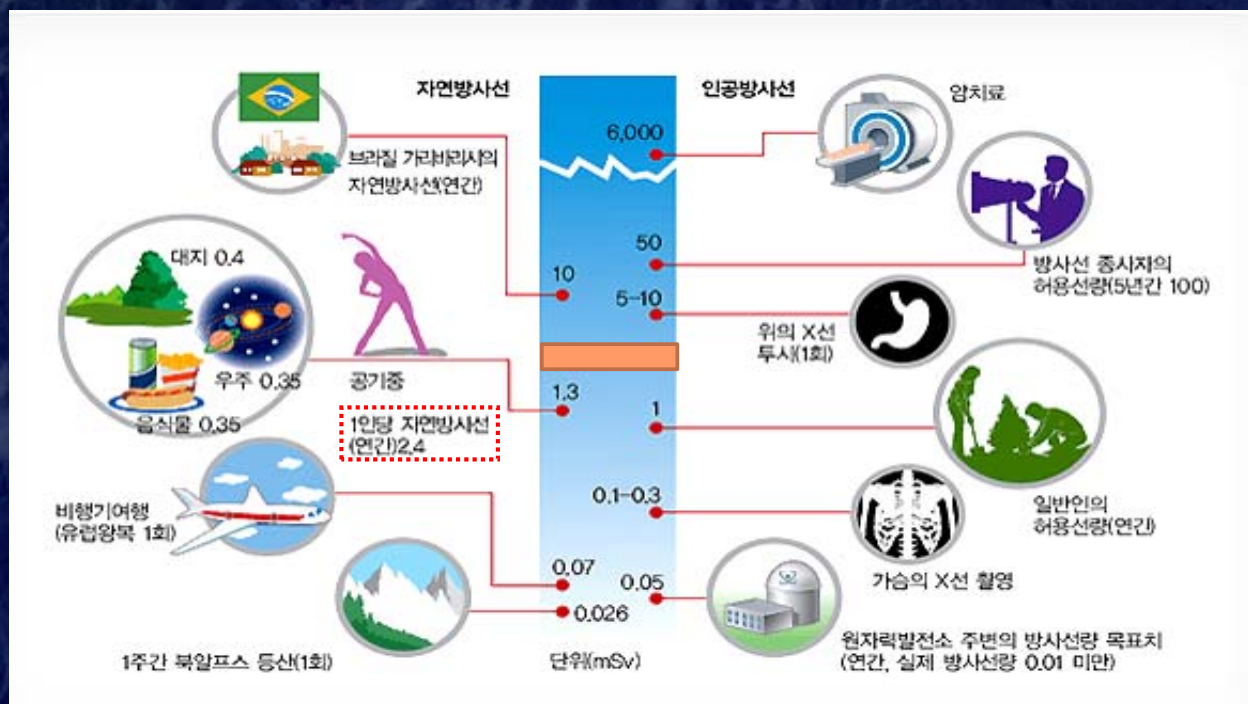 자연방사선
인공방사선
브라질 가리바리시의
자연방사선(연간)
대지 0.4
우주 0.35
음식물 0.35
공기중
1인당 자연방사선
(연간)2.4
비행기여행
(유럽왕복 1회)
1주간 북알프스 등산(1회)
10
1.3
0.07
0.026
6,000
50
5-10
1
0.1-0.3
0.05
단위(mSv)
암치료
방사선 종사자의
허용선량(5년간 100)
위의 X선
투시(1회)
일반인의
허용선량(연간)
가슴의 X선 촬영
원자력발전소 주변의 방사선량 목표치
(연간, 실제 방사선량 0.01 미만)